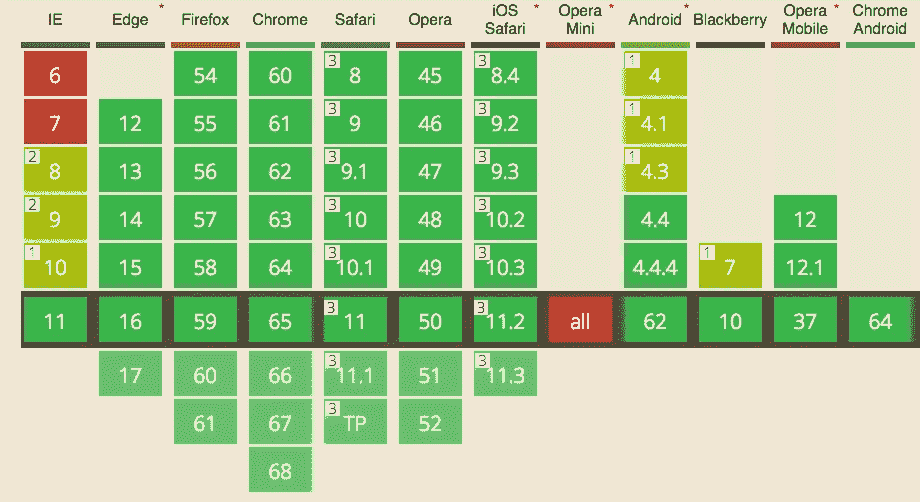 IE Edge * Firefox Chrome Safari Opera iOS Safari * Opera Mini * Android * Blackberry Opera Mobile * Chrome Android
6 54 60 3 8 45 3 8.4 1 4
7 12 55 61 3 9 46 3 9.2 1 4.1
2 8 13 56 62 3 9.1 47 3 9.3 1 4.3
2 9 14 57 63 3 10 48 3 10.2 4.4 12
1 10 15 58 64 3 10.1 49 3 10.3 4.4.4 1 7 12.1
11 16 59 65 3 11 50 3 11.2 all 62 10 37 64
17 60 66 3 11.1 51 3 11.3
61 67 3 TP 52
68